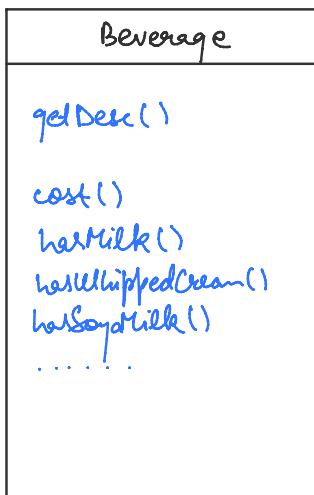 Beverage
getDesc()
cost()
hasMilk()
hasWhippedCream()
hasSoyaMilk()
......